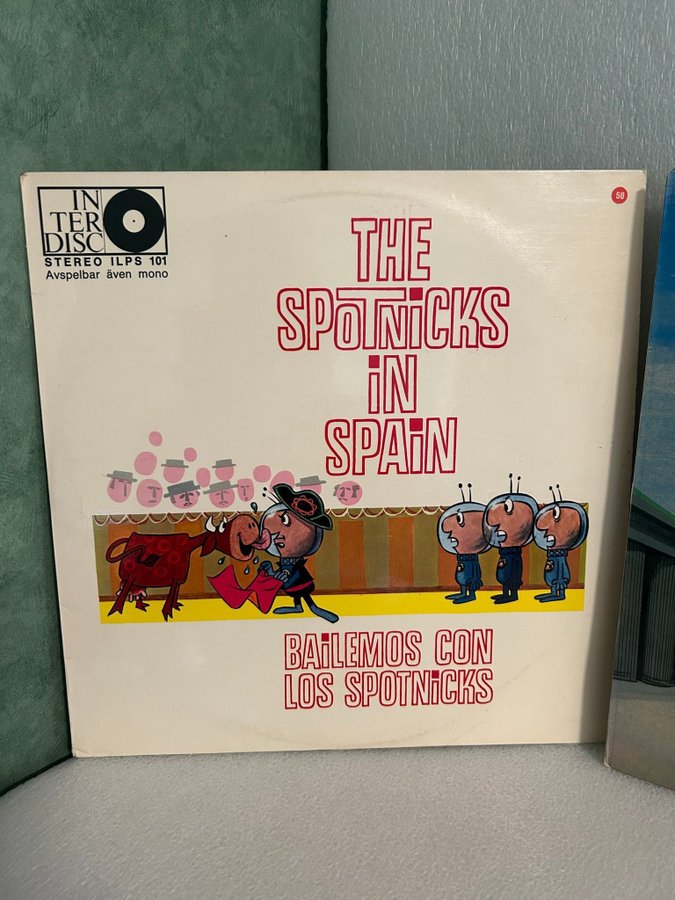 IN
TER
DISC
STEREO ILPS 101
Avspelbar även mono
50
THE
SPOTNiCKS
iN
SPAiN
BAiLEMOS CON
LOS SPOTNiCKS